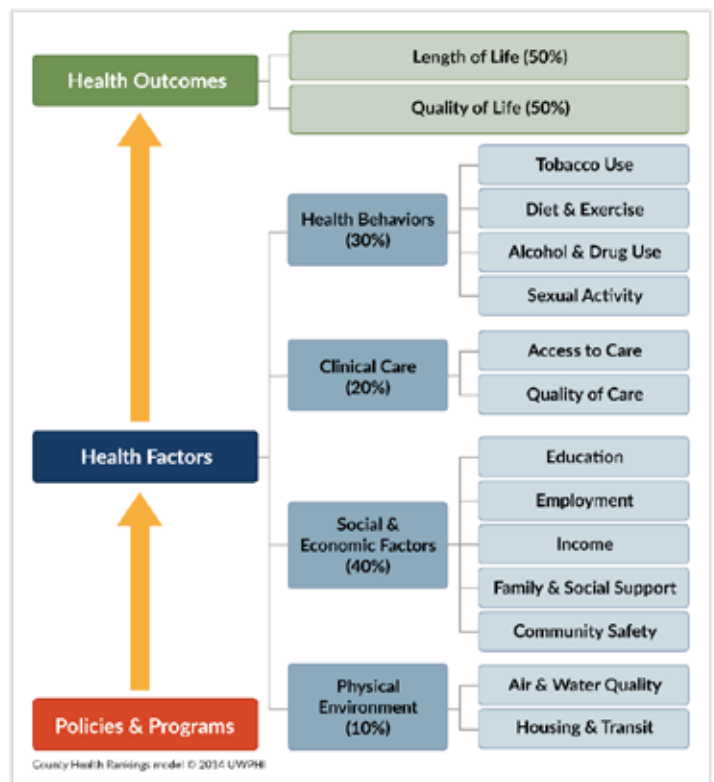 Health Outcomes
Length of Life (50%)
Quality of Life (50%)
Health Behaviors
(30%)
Tobacco Use
Diet & Exercise
Alcohol & Drug Use
Sexual Activity
Clinical Care
(20%)
Access to Care
Quality of Care
Health Factors
Social &
Economic Factors
(40%)
Education
Employment
Income
Family & Social Support
Community Safety
Physical
Environment
(10%)
Air & Water Quality
Housing & Transit
Policies & Programs
County Health Rankings model © 2014 UWPHI